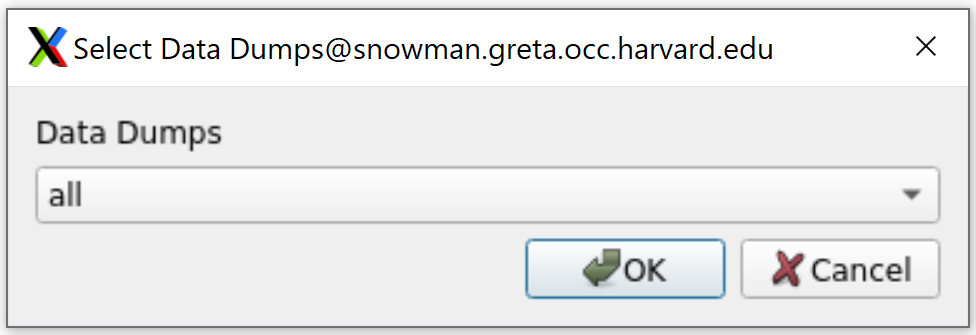 Select Data Dumps@snowman.greta.occ.harvard.edu
Data Dumps
all
OK
Cancel